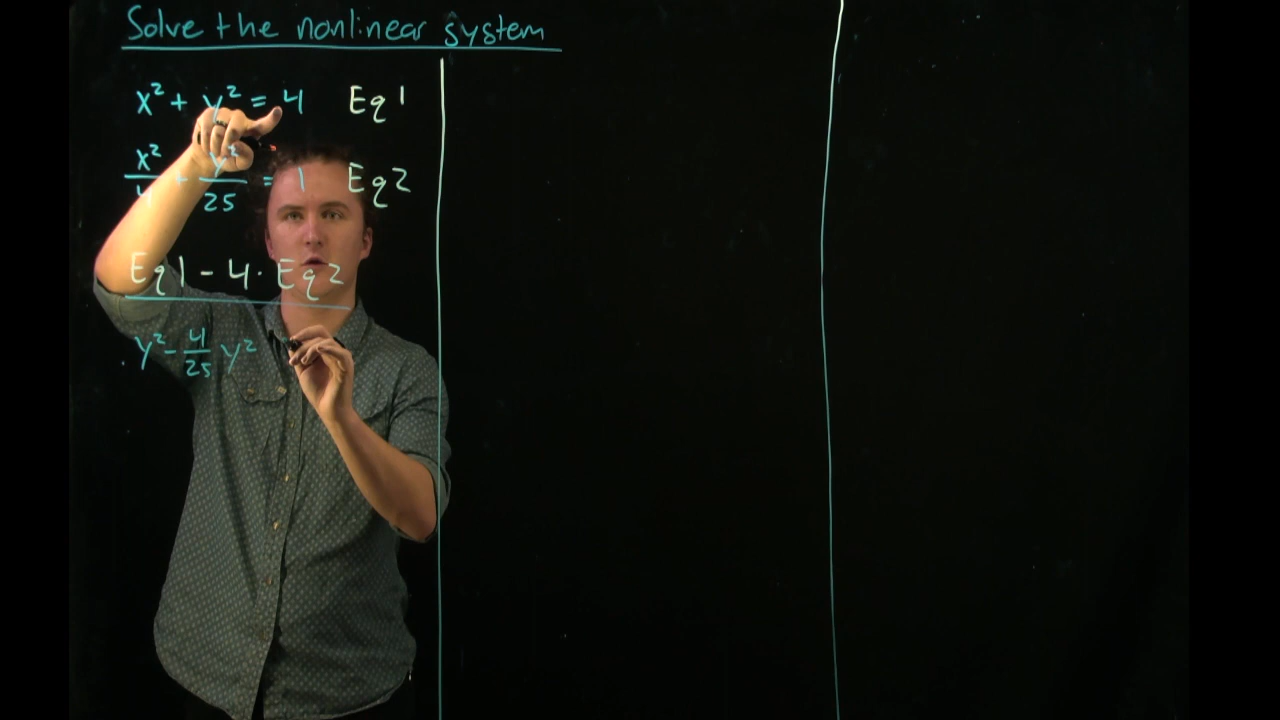 Solve the nonlinear system
x² + y² = 4 Eq 1
x²/4 + y²/25 = 1 Eq 2
Eq 1 - 4 · Eq 2
y² - 4/25 y²